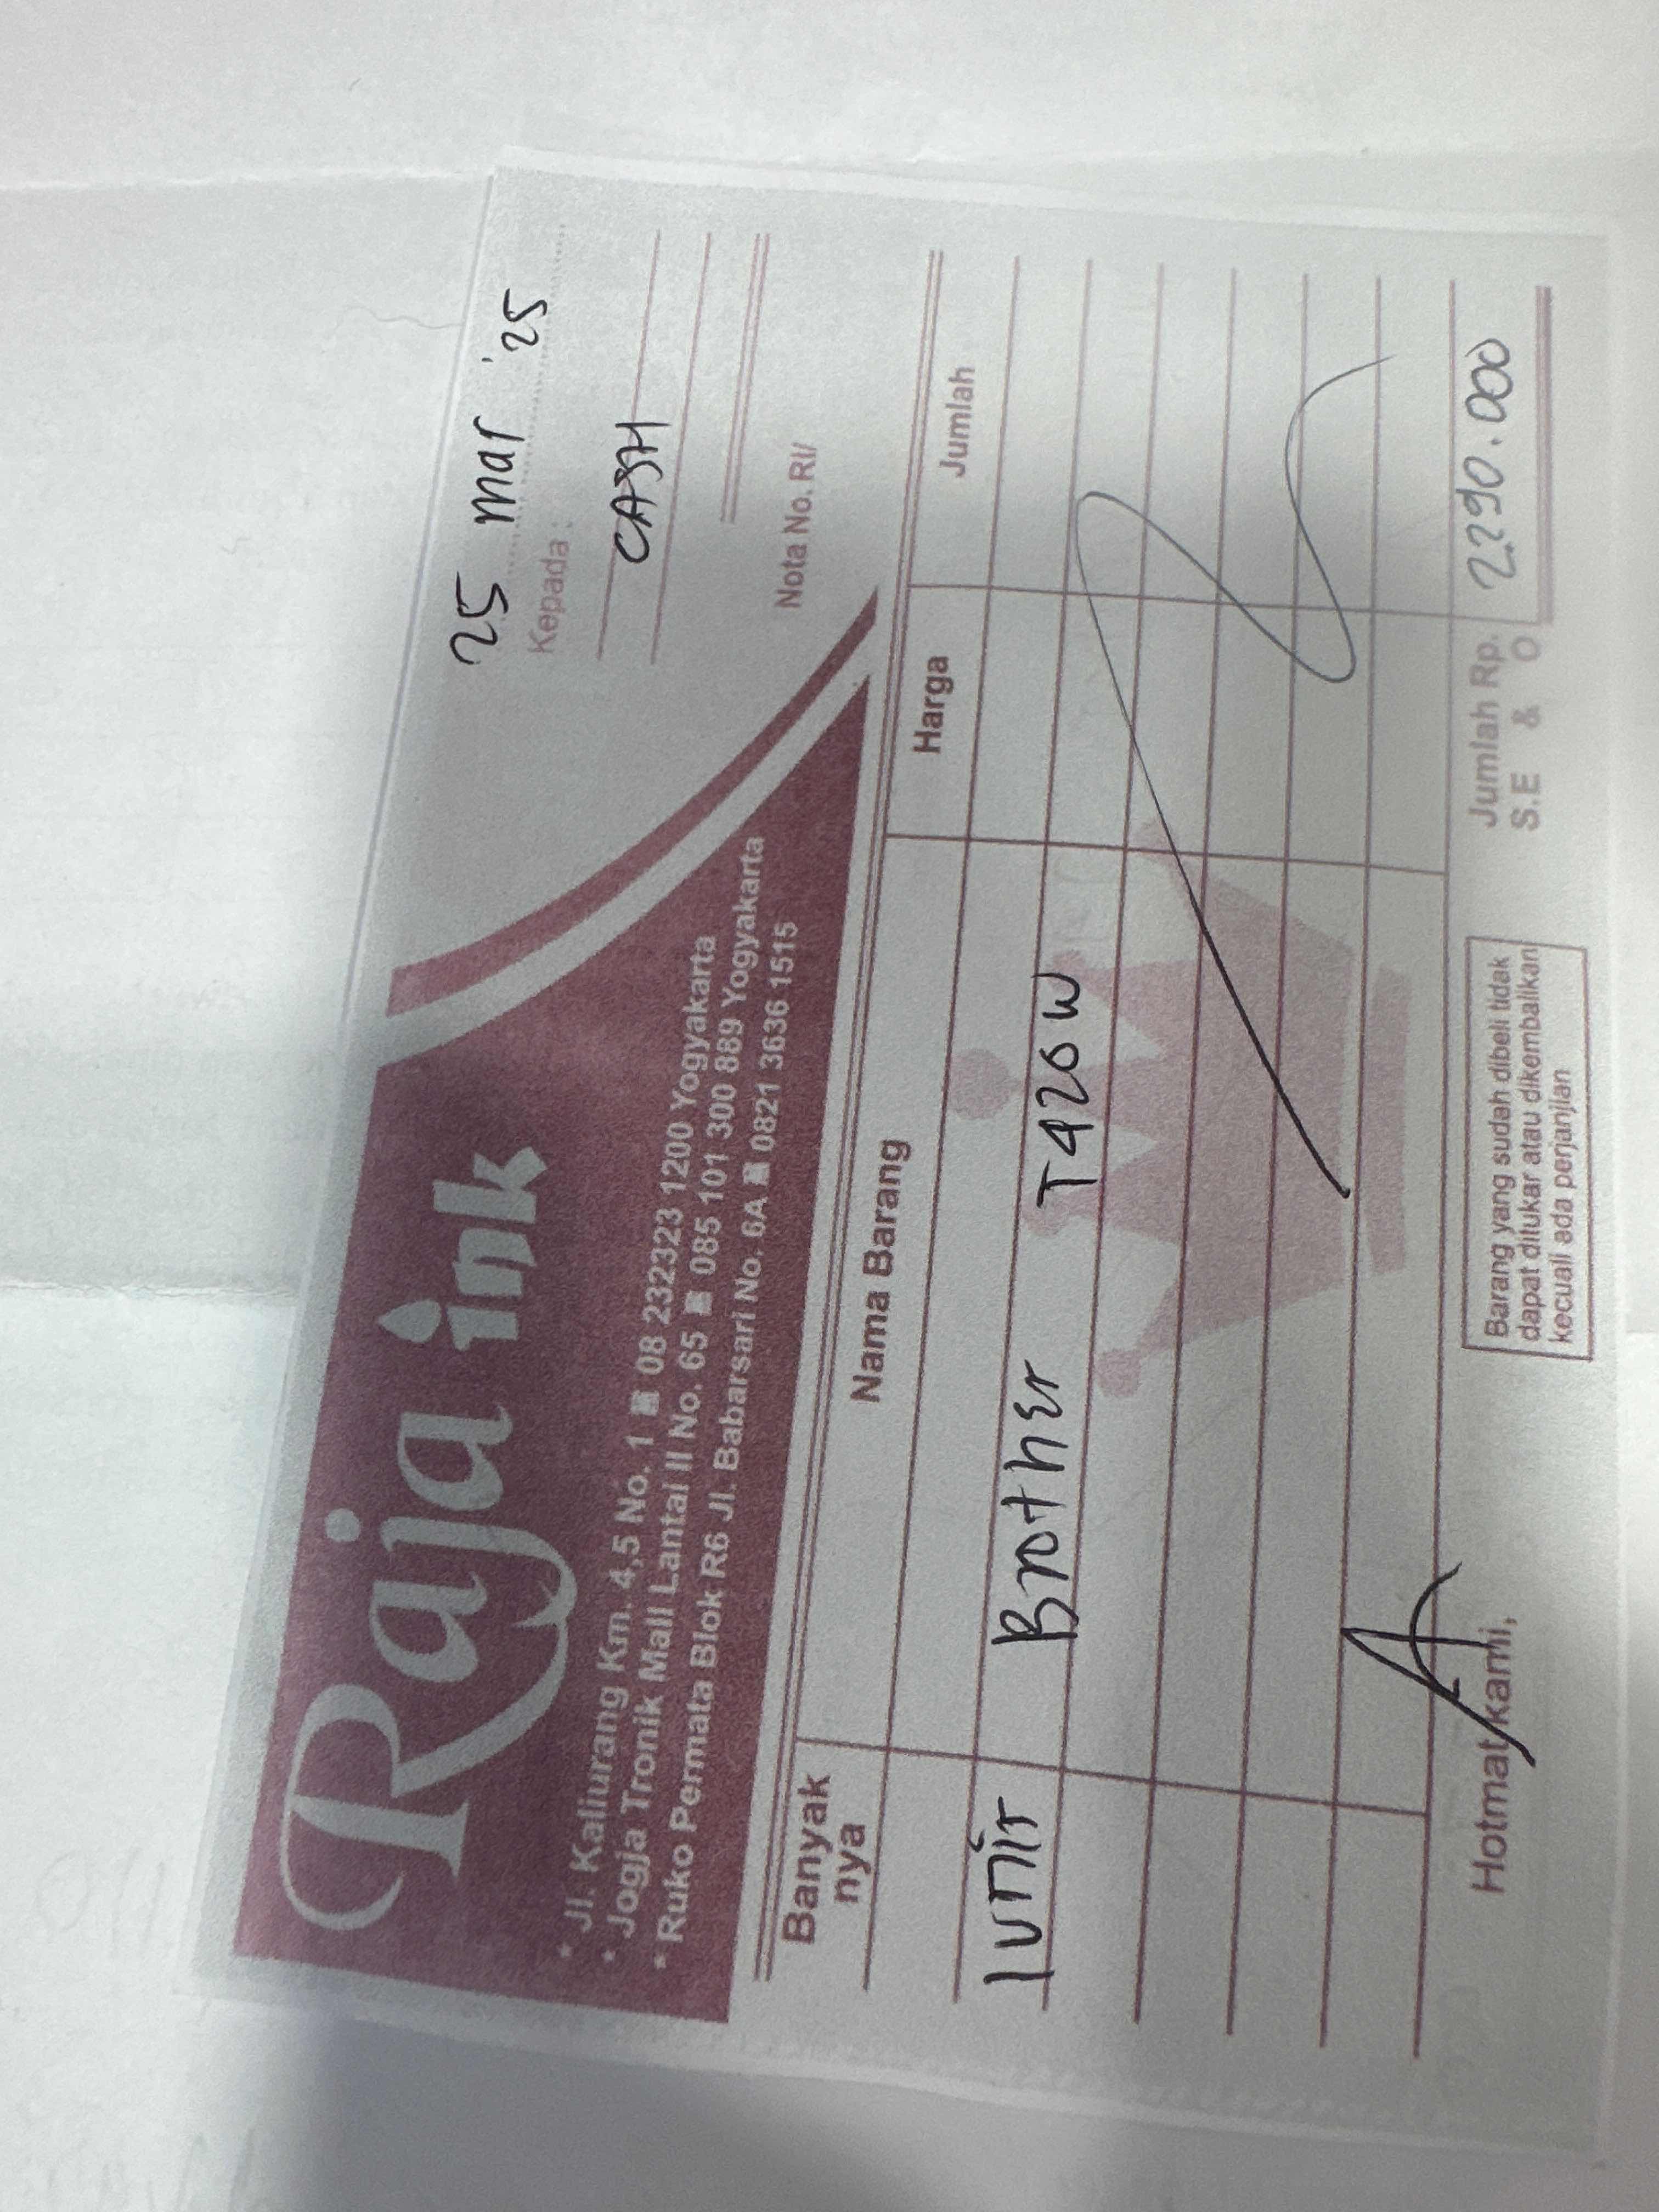 Raja ink
* Jl. Kaliurang Km. 4,5 No. 1 08 232323 1200 Yogyakarta
* Jogja Tronik Mall Lantai II No. 65 085 101 300 889 Yogyakarta
* Ruko Permata Blok R6 Jl. Babarsari No. 6A 0821 3636 1515
25 mar '25
Kepada :
CASH
Nota No. RI/
Banyak nya Nama Barang Harga Jumlah
1 unit Brother T420W
Jumlah Rp. 2290.000
S.E & O
Hotmat kami,
Barang yang sudah dibeli tidak
dapat ditukar atau dikembalikan
kecuali ada perjanjian